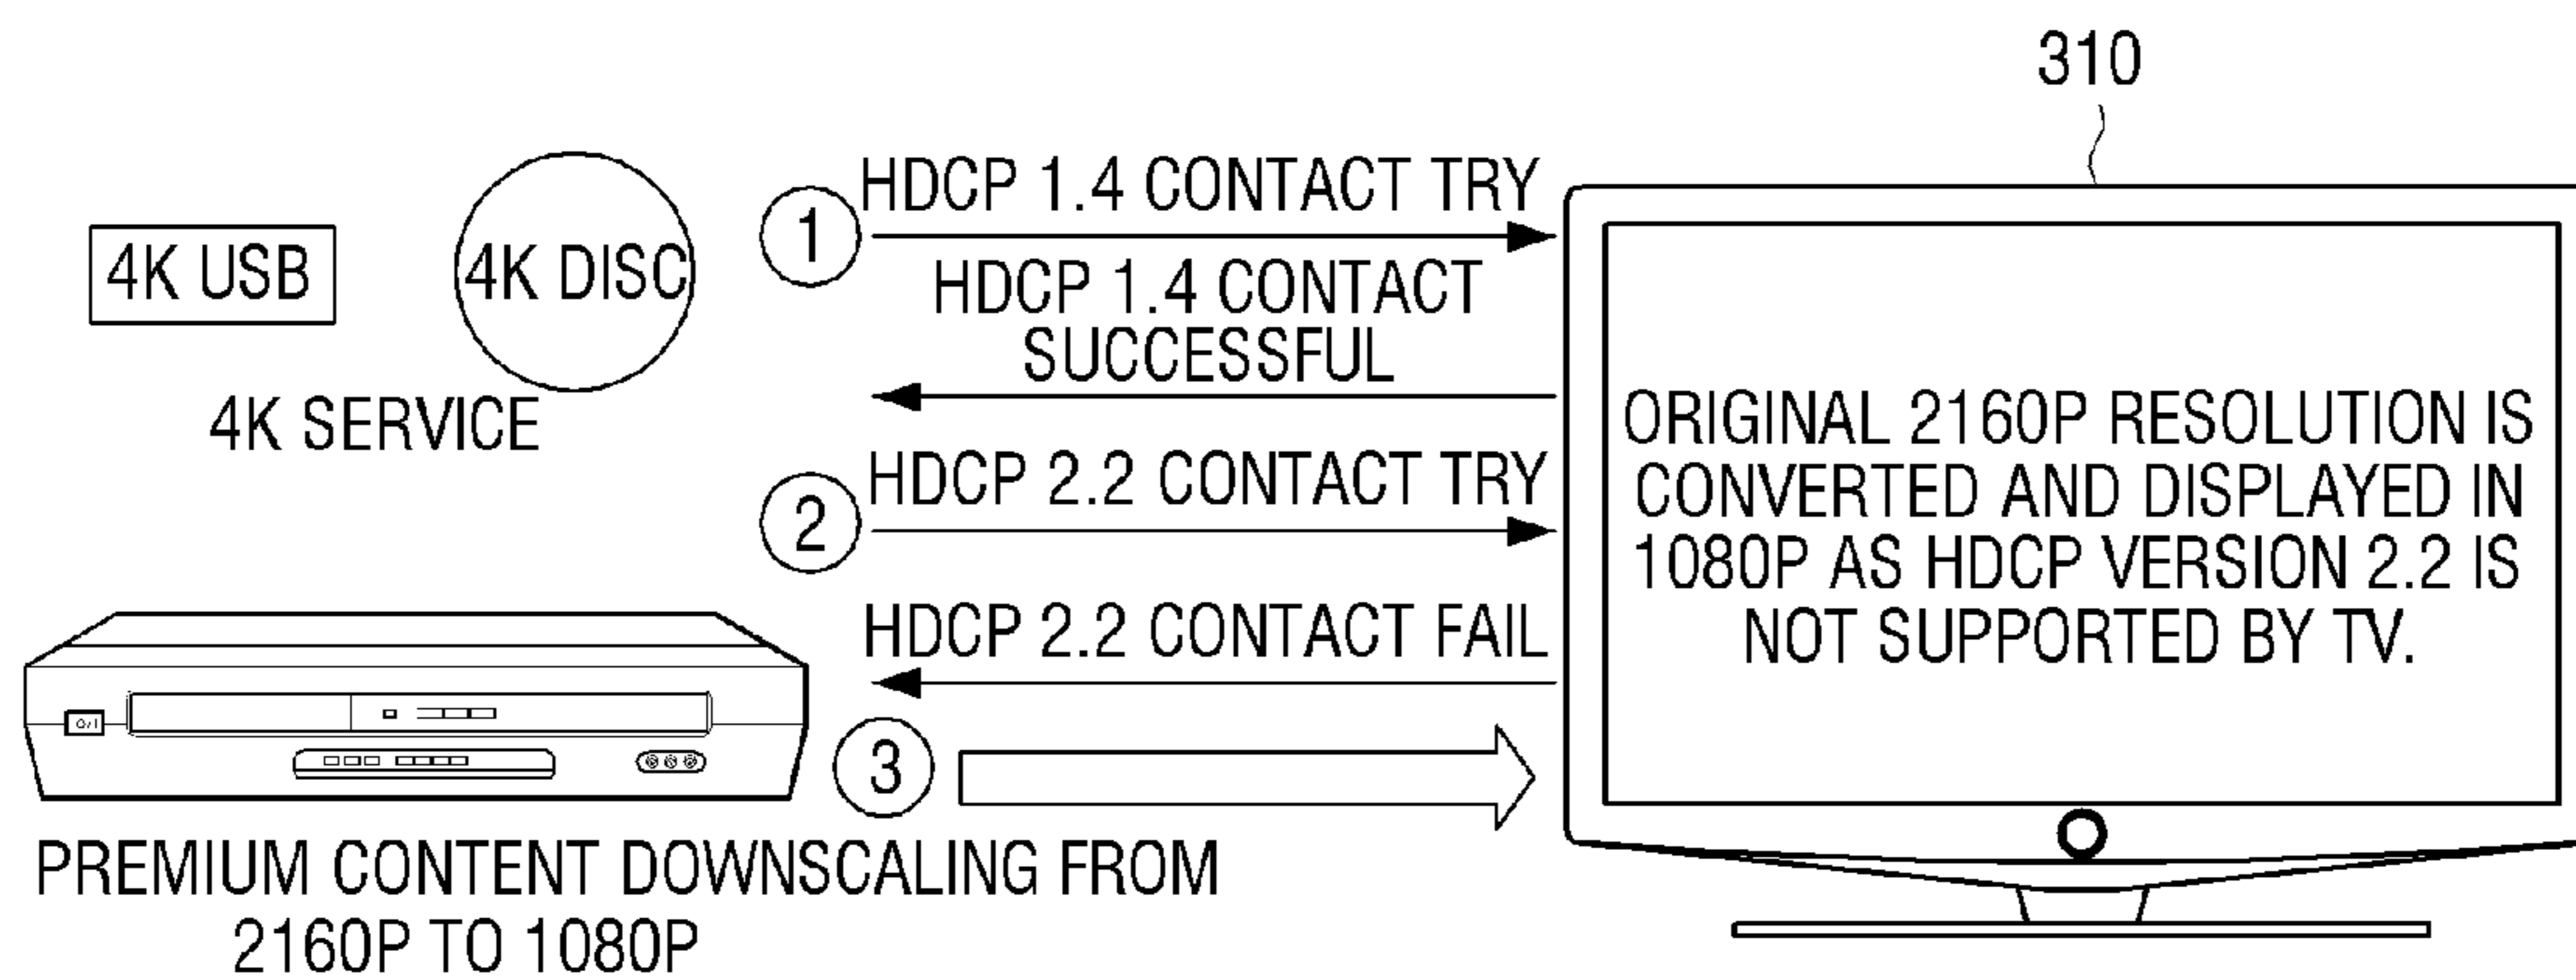 310
4K USB
4K DISC
4K SERVICE
1
HDCP 1.4 CONTACT TRY
HDCP 1.4 CONTACT
SUCCESSFUL
2
HDCP 2.2 CONTACT TRY
HDCP 2.2 CONTACT FAIL
3
ORIGINAL 2160P RESOLUTION IS
CONVERTED AND DISPLAYED IN
1080P AS HDCP VERSION 2.2 IS
NOT SUPPORTED BY TV.
PREMIUM CONTENT DOWNSCALING FROM
2160P TO 1080P